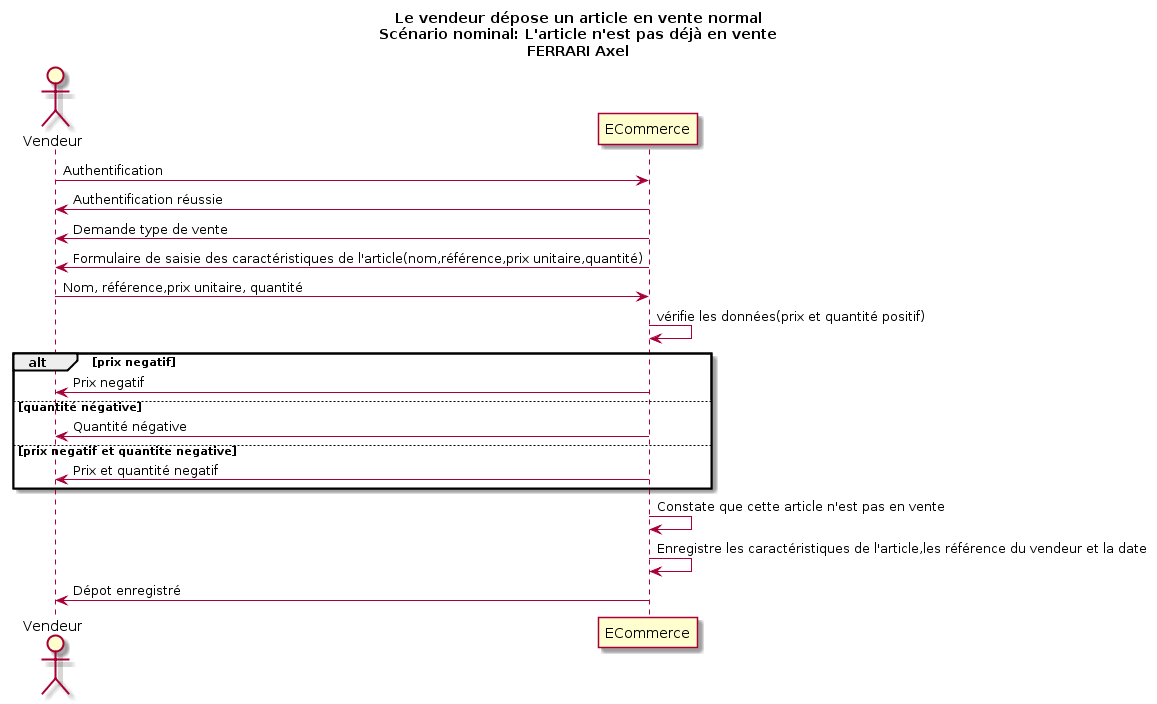 Le vendeur dépose un article en vente normal
Scénario nominal: L'article n'est pas déjà en vente
FERRARI Axel
Vendeur
ECommerce
Authentification
Authentification réussie
Demande type de vente
Formulaire de saisie des caractéristiques de l'article(nom,référence,prix unitaire,quantité)
Nom, référence,prix unitaire, quantité
vérifie les données(prix et quantité positif)
alt [prix negatif]
Prix negatif
[quantité négative]
Quantité négative
[prix negatif et quantite negative]
Prix et quantité negatif
Constate que cette article n'est pas en vente
Enregistre les caractéristiques de l'article,les référence du vendeur et la date
Dépot enregistré
Vendeur
ECommerce